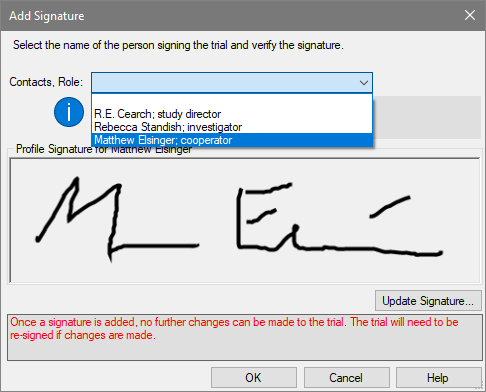 Add Signature
Select the name of the person signing the trial and verify the signature.
Contacts, Role:
R.E. Cearch; study director
Rebecca Standish; investigator
Matthew Elsinger; cooperator
Profile Signature for Matthew Elsinger
Update Signature...
Once a signature is added, no further changes can be made to the trial. The trial will need to be
re-signed if changes are made.
OK Cancel Help